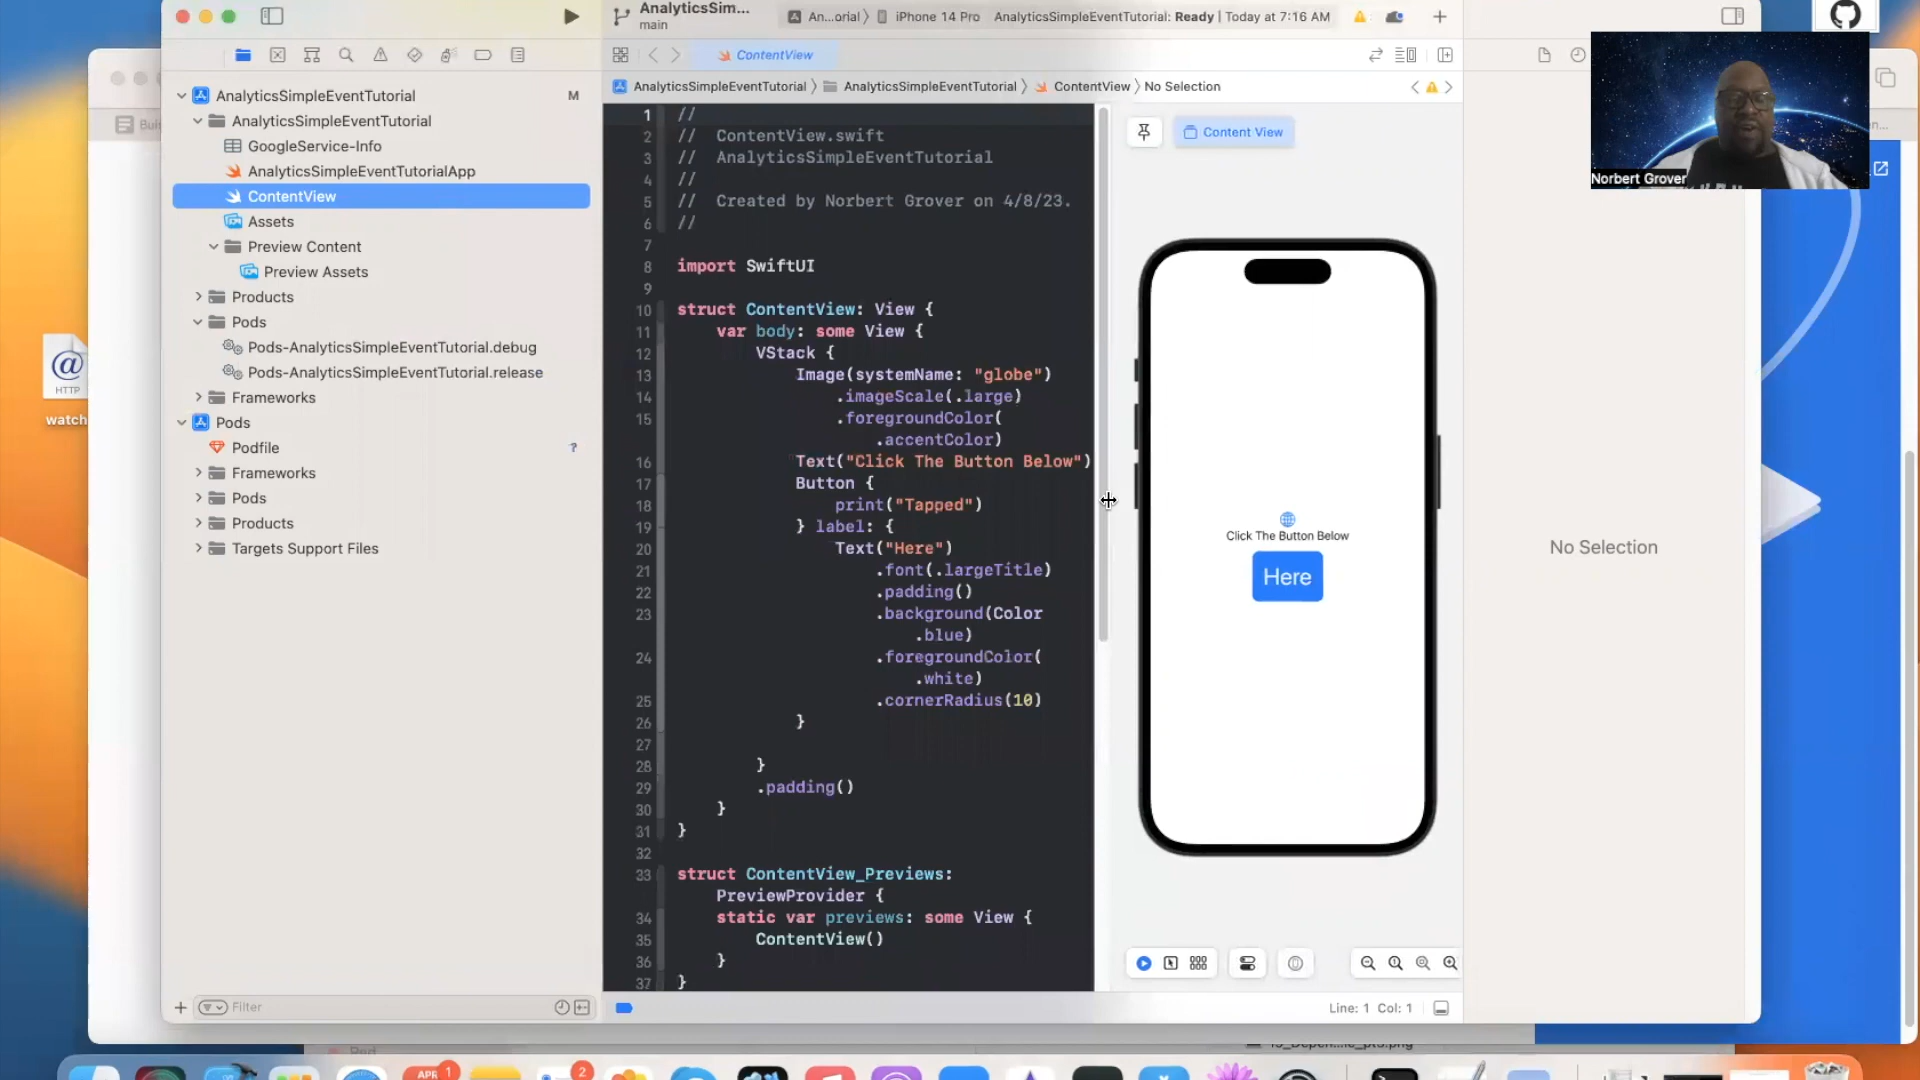 AnalyticsSim...
main
An...orial
iPhone 14 Pro
AnalyticsSimpleEventTutorial: Ready | Today at 7:16 AM
ContentView
AnalyticsSimpleEventTutorial
AnalyticsSimpleEventTutorial
ContentView
No Selection
AnalyticsSimpleEventTutorial
M
AnalyticsSimpleEventTutorial
GoogleService-Info
AnalyticsSimpleEventTutorialApp
ContentView
Assets
Preview Content
Preview Assets
Products
Pods
Pods-AnalyticsSimpleEventTutorial.debug
Pods-AnalyticsSimpleEventTutorial.release
Frameworks
Pods
Podfile
?
Frameworks
Pods
Products
Targets Support Files
Filter
HTTP
watch
1 //
2 // ContentView.swift
3 // AnalyticsSimpleEventTutorial
4 //
5 // Created by Norbert Grover on 4/8/23.
6 //
7
8 import SwiftUI
9
10 struct ContentView: View {
11 var body: some View {
12 VStack {
13 Image(systemName: "globe")
14 .imageScale(.large)
15 .foregroundColor(
.accentColor)
16 Text("Click The Button Below")
17 Button {
18 print("Tapped")
19 } label: {
20 Text("Here")
21 .font(.largeTitle)
22 .padding()
23 .background(Color
.blue)
24 .foregroundColor(
.white)
25 .cornerRadius(10)
26 }
27
28 }
29 .padding()
30 }
31 }
32
33 struct ContentView_Previews:
PreviewProvider {
34 static var previews: some View {
35 ContentView()
36 }
37 }
Content View
Click The Button Below
Here
Norbert Grover
No Selection
Line: 1 Col: 1
APR
1
2